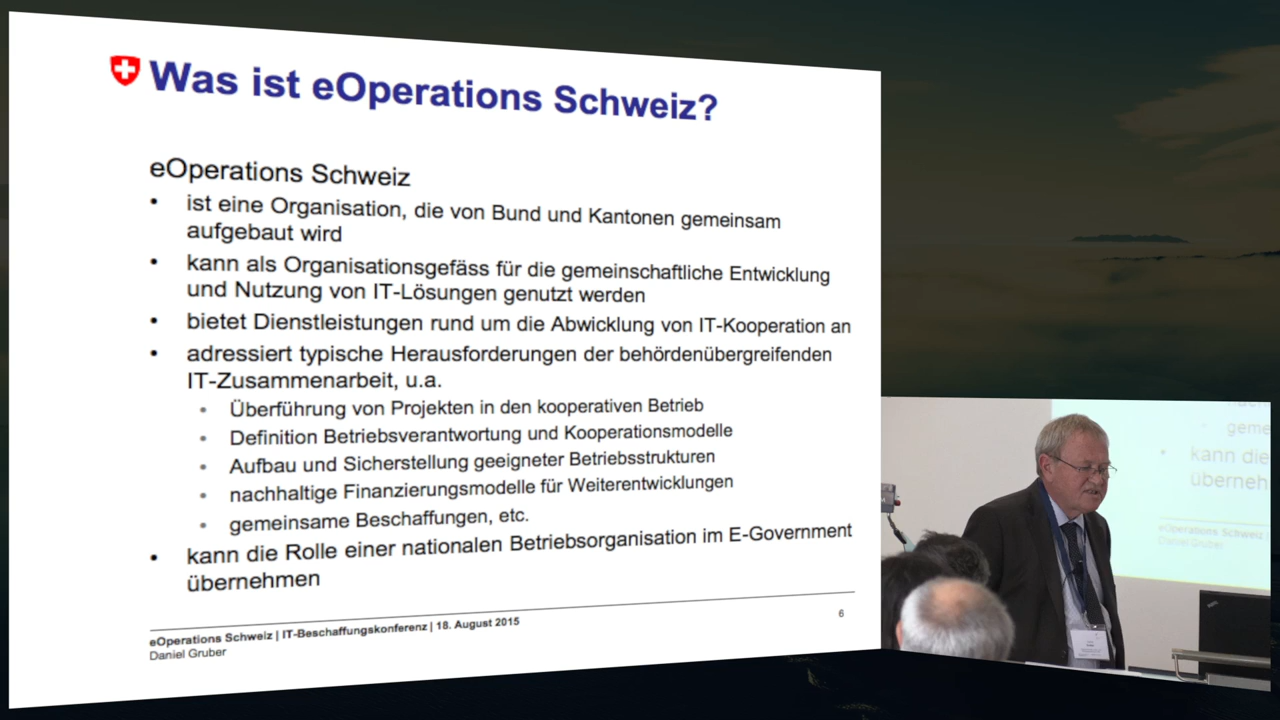 Was ist eOperations Schweiz?
eOperations Schweiz
• ist eine Organisation, die von Bund und Kantonen gemeinsam
aufgebaut wird
• kann als Organisationsgefäss für die gemeinschaftliche Entwicklung
und Nutzung von IT-Lösungen genutzt werden
• bietet Dienstleistungen rund um die Abwicklung von IT-Kooperation an
• adressiert typische Herausforderungen der behördenübergreifenden
IT-Zusammenarbeit, u.a.
• Überführung von Projekten in den kooperativen Betrieb
• Definition Betriebsverantwortung und Kooperationsmodelle
• Aufbau und Sicherstellung geeigneter Betriebsstrukturen
• nachhaltige Finanzierungsmodelle für Weiterentwicklungen
• gemeinsame Beschaffungen, etc.
• kann die Rolle einer nationalen Betriebsorganisation im E-Government
übernehmen
eOperations Schweiz | IT-Beschaffungskonferenz | 18. August 2015
Daniel Gruber
6
geme
• kann die
überneh
eOperations Schweiz
Daniel Gruber